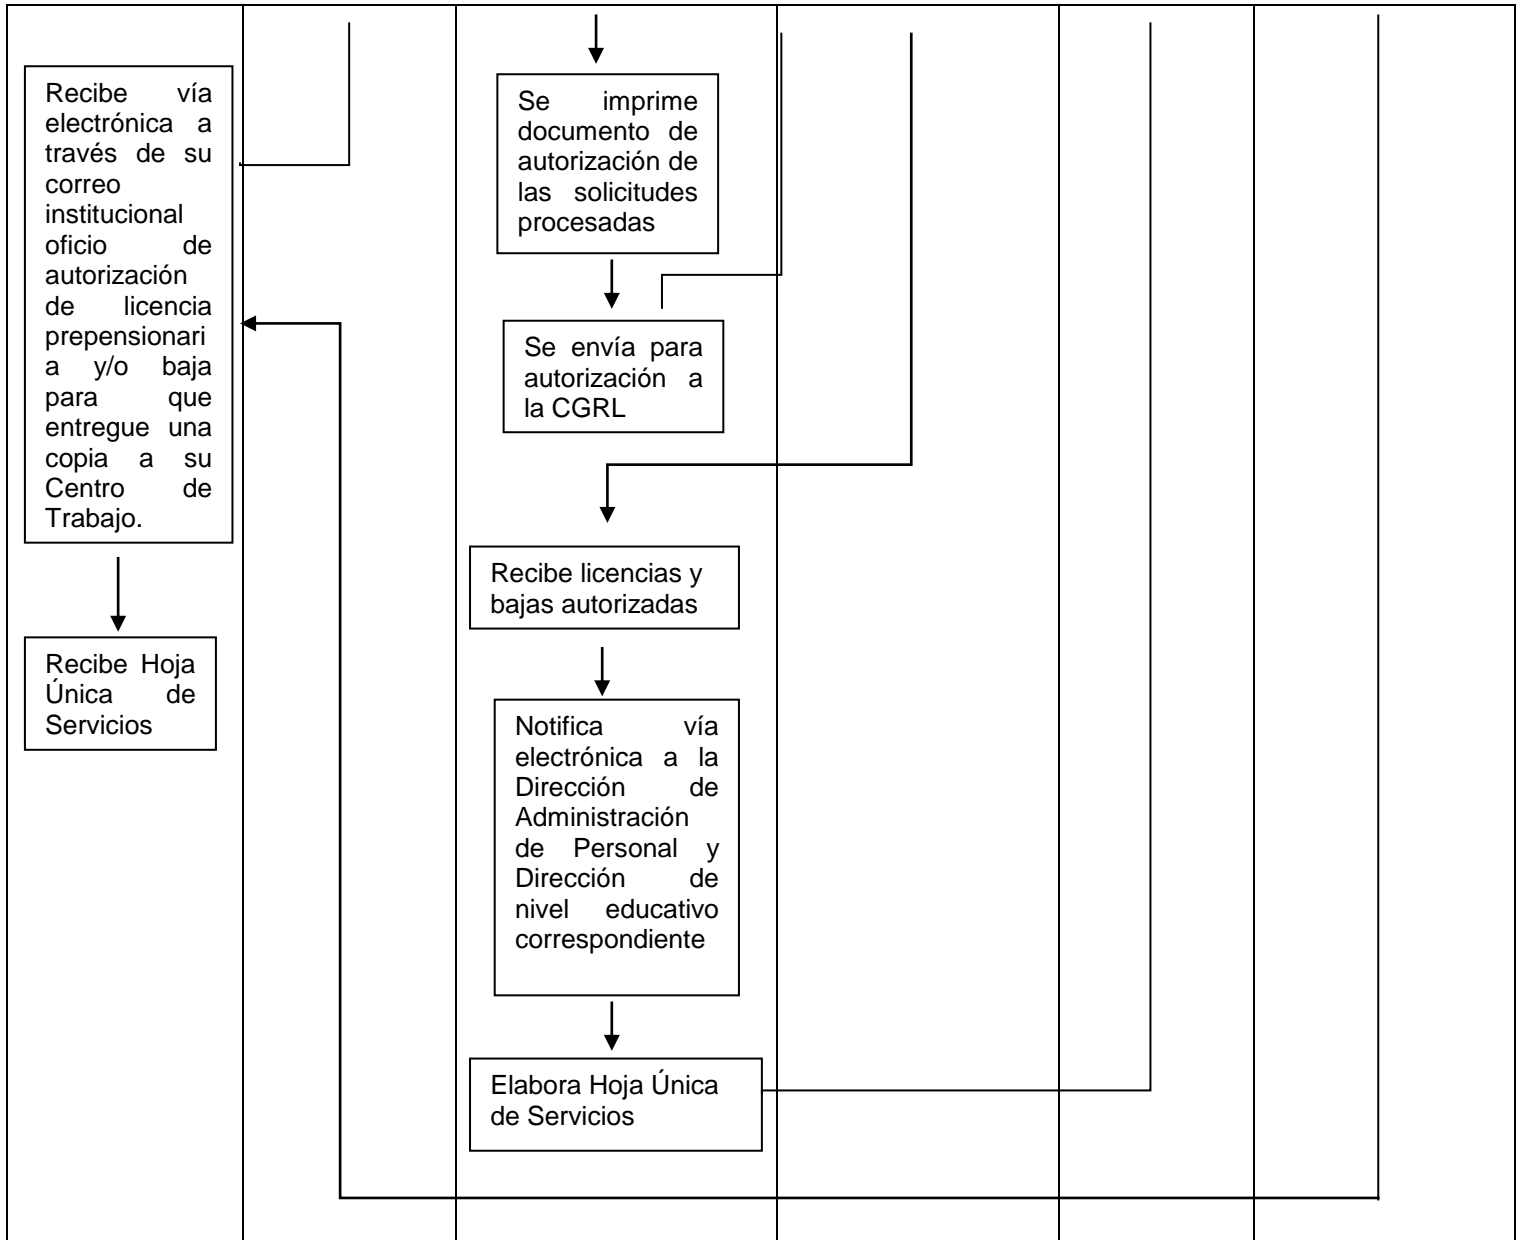 Recibe vía
electrónica a
través de su
correo
institucional
oficio de
autorización
de licencia
prepensionari
a y/o baja
para que
entregue una
copia a su
Centro de
Trabajo.
Recibe Hoja
Única de
Servicios
Se imprime
documento de
autorización de
las solicitudes
procesadas
Se envía para
autorización a
la CGRL
Recibe licencias y
bajas autorizadas
Notifica vía
electrónica a la
Dirección de
Administración
de Personal y
Dirección de
nivel educativo
correspondiente
Elabora Hoja Única
de Servicios